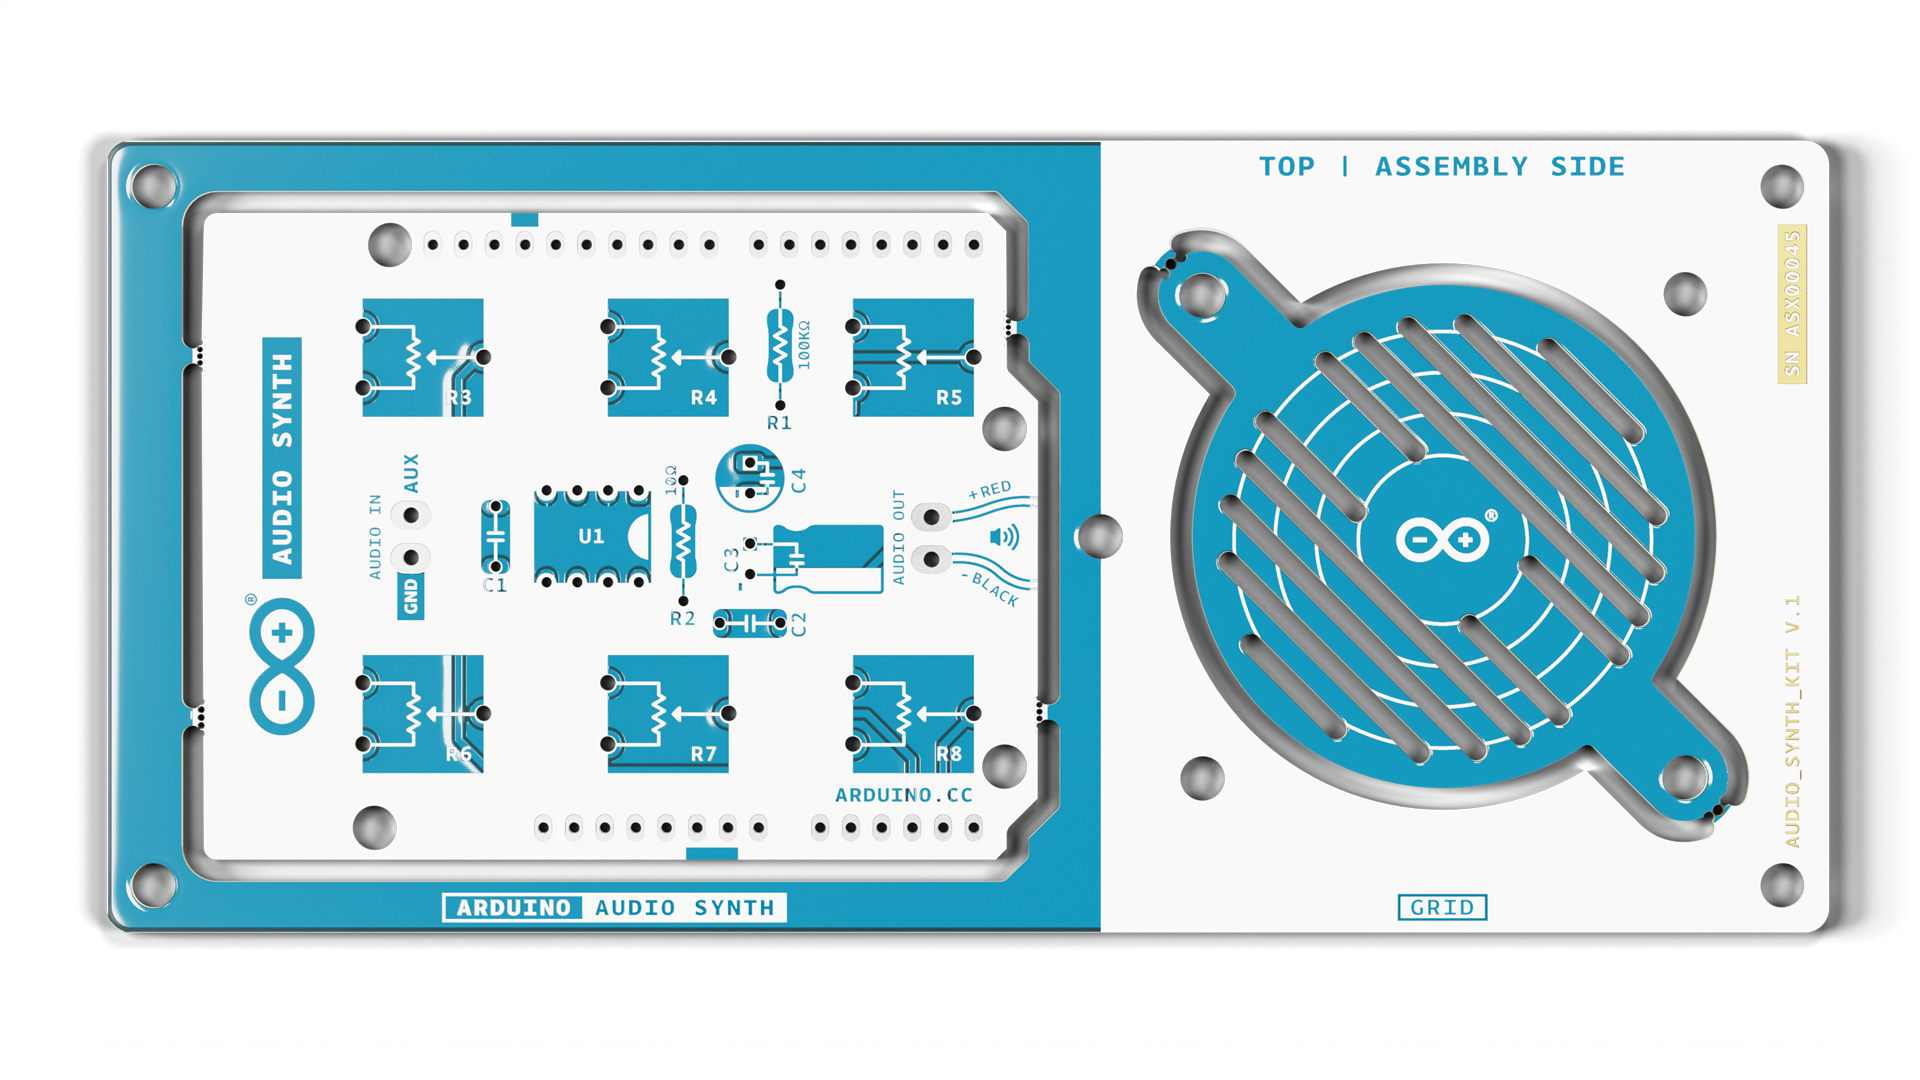 TOP | ASSEMBLY SIDE
SN ASX00045
AUDIO_SYNTH_KIT V.1
AUDIO SYNTH
®
R3
R4
100KΩ
R1
R5
AUX
AUDIO IN
GND
C1
U1
10Ω
R2
C4
C3
-
C2
AUDIO OUT
+RED
-BLACK
®
R6
R7
R8
ARDUINO.CC
ARDUINO AUDIO SYNTH
GRID